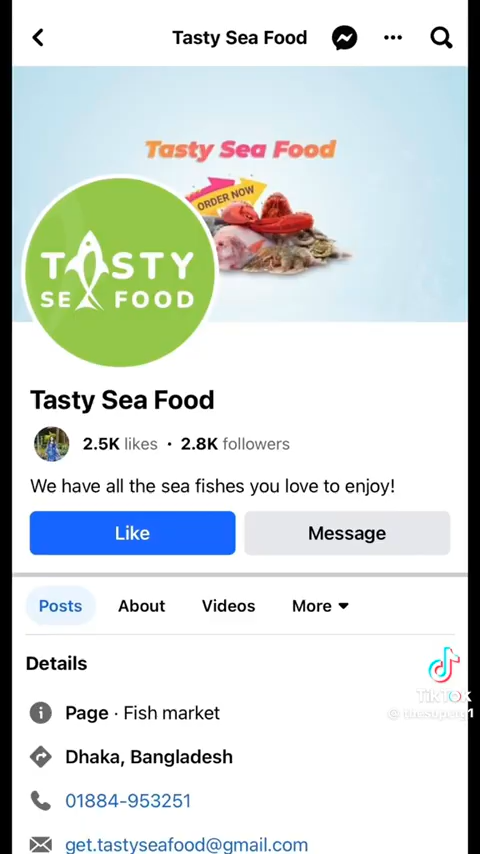 Tasty Sea Food
Tasty Sea Food
ORDER NOW
TASTY
SEA FOOD
Tasty Sea Food
2.5K likes • 2.8K followers
We have all the sea fishes you love to enjoy!
Like Message
Posts About Videos More
Details
TikTok
Page · Fish market
Dhaka, Bangladesh
01884-953251
get.tastyseafood@gmail.com